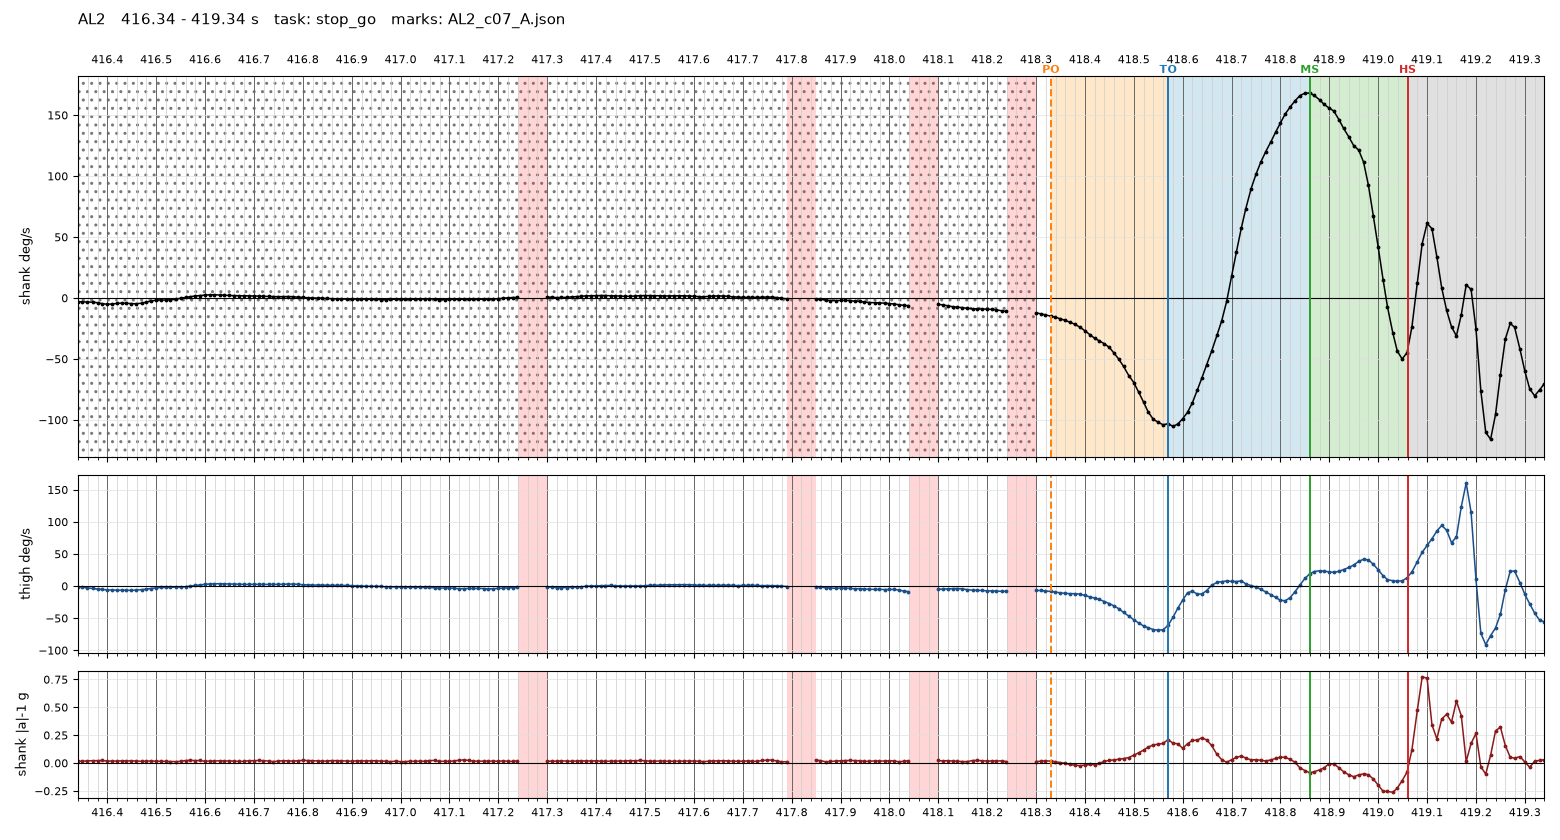 AL2 416.34 - 419.34 s task: stop_go marks: AL2_c07_A.json
416.4 416.5 416.6 416.7 416.8 416.9 417.0 417.1 417.2 417.3 417.4 417.5 417.6 417.7 417.8 417.9 418.0 418.1 418.2 418.3 418.4 418.5 418.6 418.7 418.8 418.9 419.0 419.1 419.2 419.3
PO TO MS HS
150
100
50
0
−50
−100
shank deg/s
150
100
50
0
−50
−100
thigh deg/s
0.75
0.50
0.25
0.00
−0.25
shank |a|-1 g
416.4 416.5 416.6 416.7 416.8 416.9 417.0 417.1 417.2 417.3 417.4 417.5 417.6 417.7 417.8 417.9 418.0 418.1 418.2 418.3 418.4 418.5 418.6 418.7 418.8 418.9 419.0 419.1 419.2 419.3